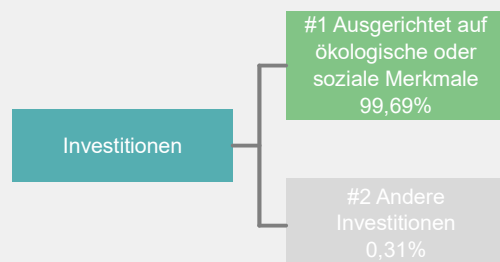 #1 Ausgerichtet auf
ökologische oder
soziale Merkmale
99,69%
Investitionen
#2 Andere
Investitionen
0,31%